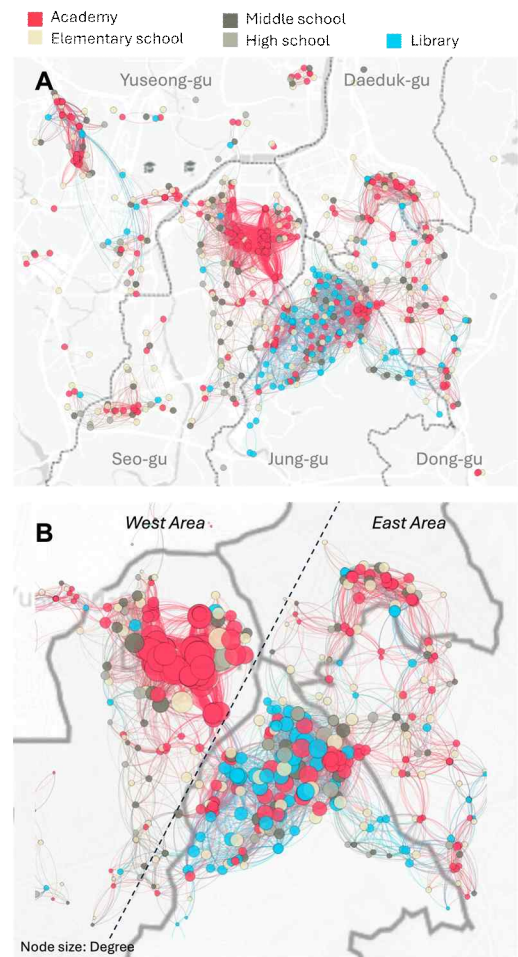 Academy
Middle school
Elementary school
High school
Library
A
Yuseong-gu
Daeduk-gu
Seo-gu
Jung-gu
Dong-gu
B
West Area
East Area
Node size: Degree